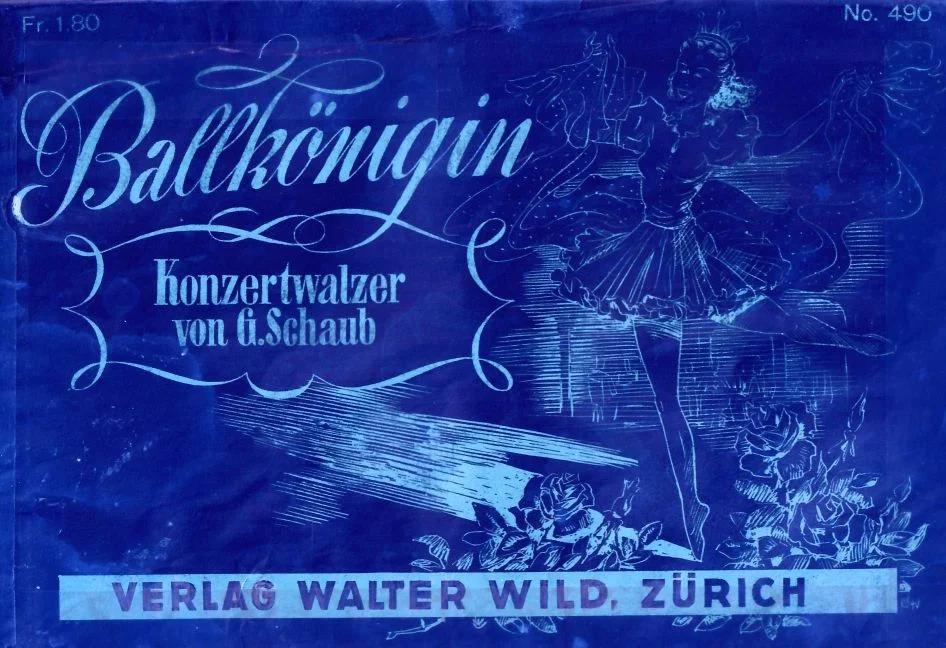 Fr. 1.80
No. 490
Ballkönigin
Konzertwalzer
von G. Schaub
VERLAG WALTER WILD, ZÜRICH